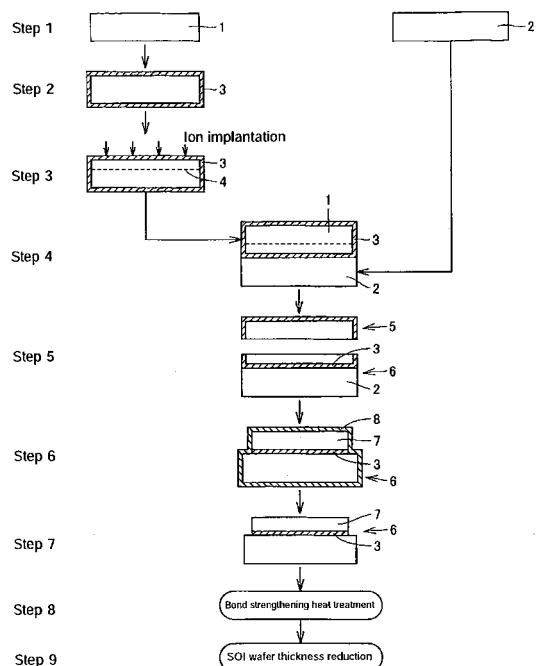 Step 1
1
2
Step 2
3
Ion implantation
Step 3
3
4
1
3
Step 4
2
5
Step 5
3
6
2
8
7
Step 6
3
6
7
6
Step 7
3
Step 8
Bond strengthening heat treatment
Step 9
SOI wafer thickness reduction